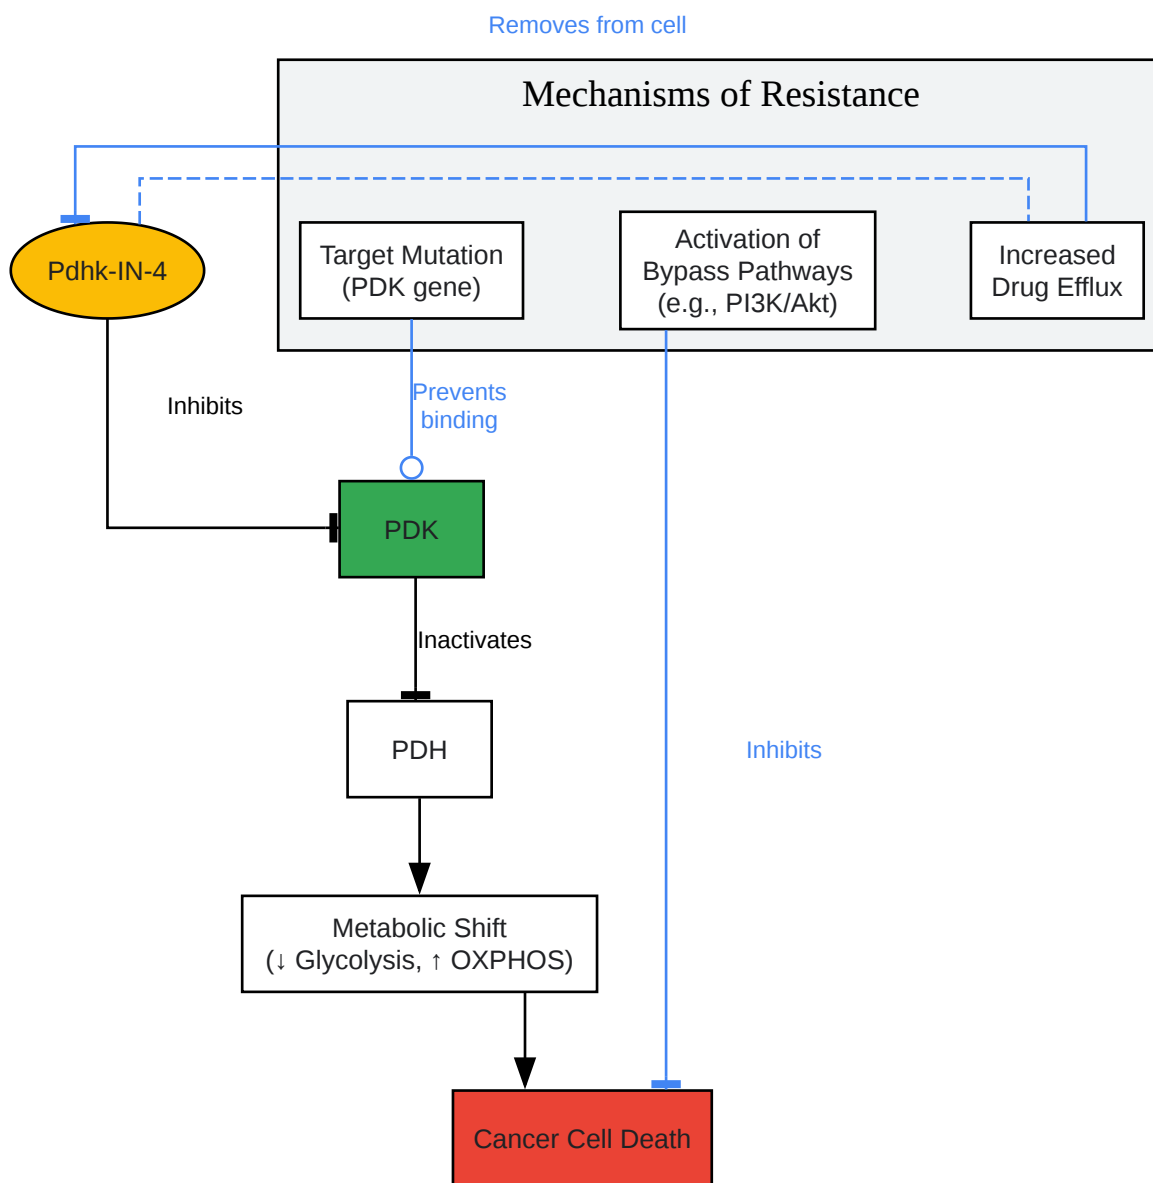 Removes from cell
Mechanisms of Resistance
Pdhk-IN-4
Target Mutation
(PDK gene)
Activation of
Bypass Pathways
(e.g., PI3K/Akt)
Increased
Drug Efflux
Inhibits
Prevents
binding
PDK
Inactivates
PDH
Inhibits
Metabolic Shift
(↓ Glycolysis, ↑ OXPHOS)
Cancer Cell Death